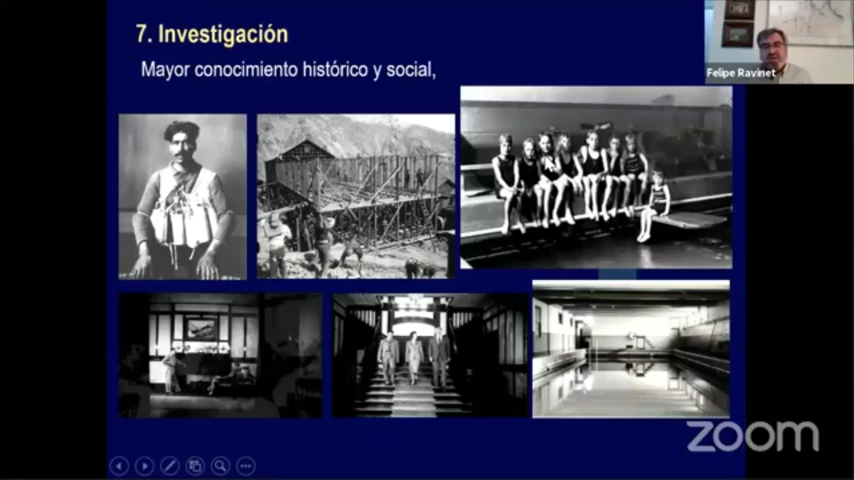 7. Investigación
Mayor conocimiento histórico y social,
Felipe Ravinet
zoom